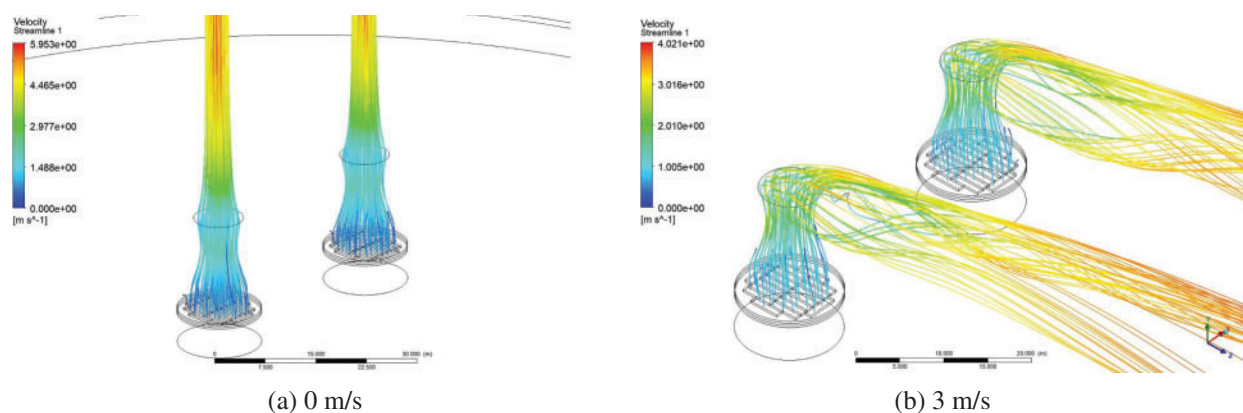 Velocity
Streamline 1
5.953e+00
4.465e+00
2.977e+00
1.488e+00
0.000e+00
[m s^-1]
0
15.000
30.000 (m)
7.500
22.500
(a) 0 m/s
Velocity
Streamline 1
4.021e+00
3.016e+00
2.010e+00
1.005e+00
0.000e+00
[m s^-1]
0
10.000
20.000 (m)
5.000
15.000
Y
X
Z
(b) 3 m/s